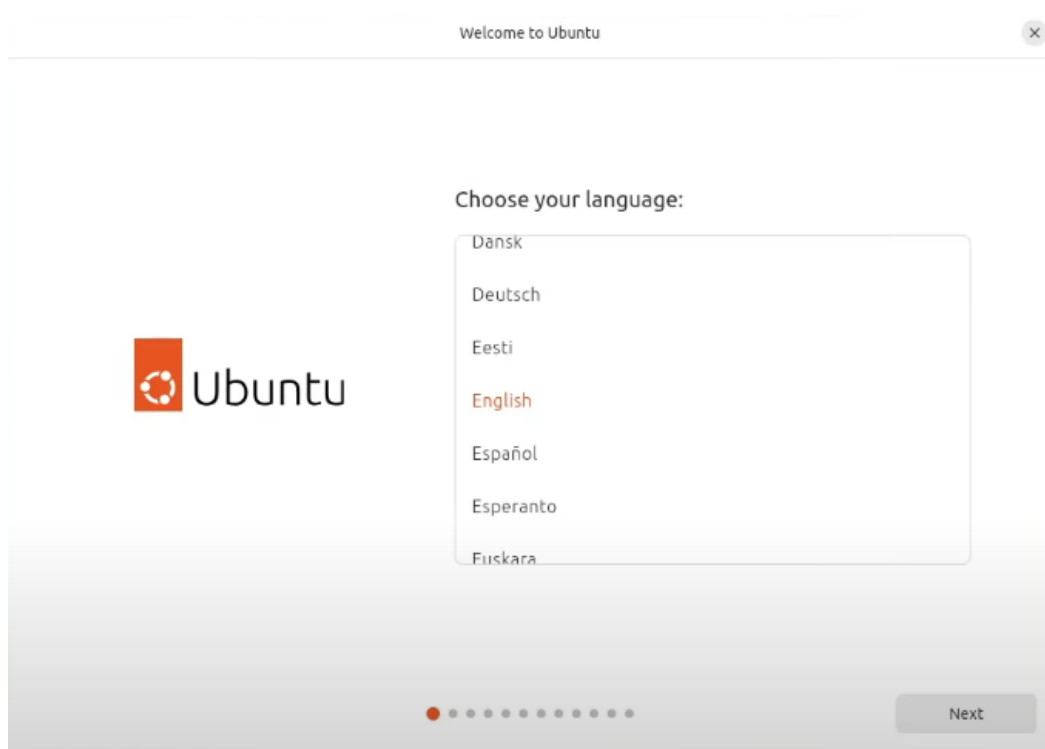 Welcome to Ubuntu
Choose your language:
Dansk
Deutsch
Eesti
English
Español
Esperanto
Euskara
Ubuntu
Next